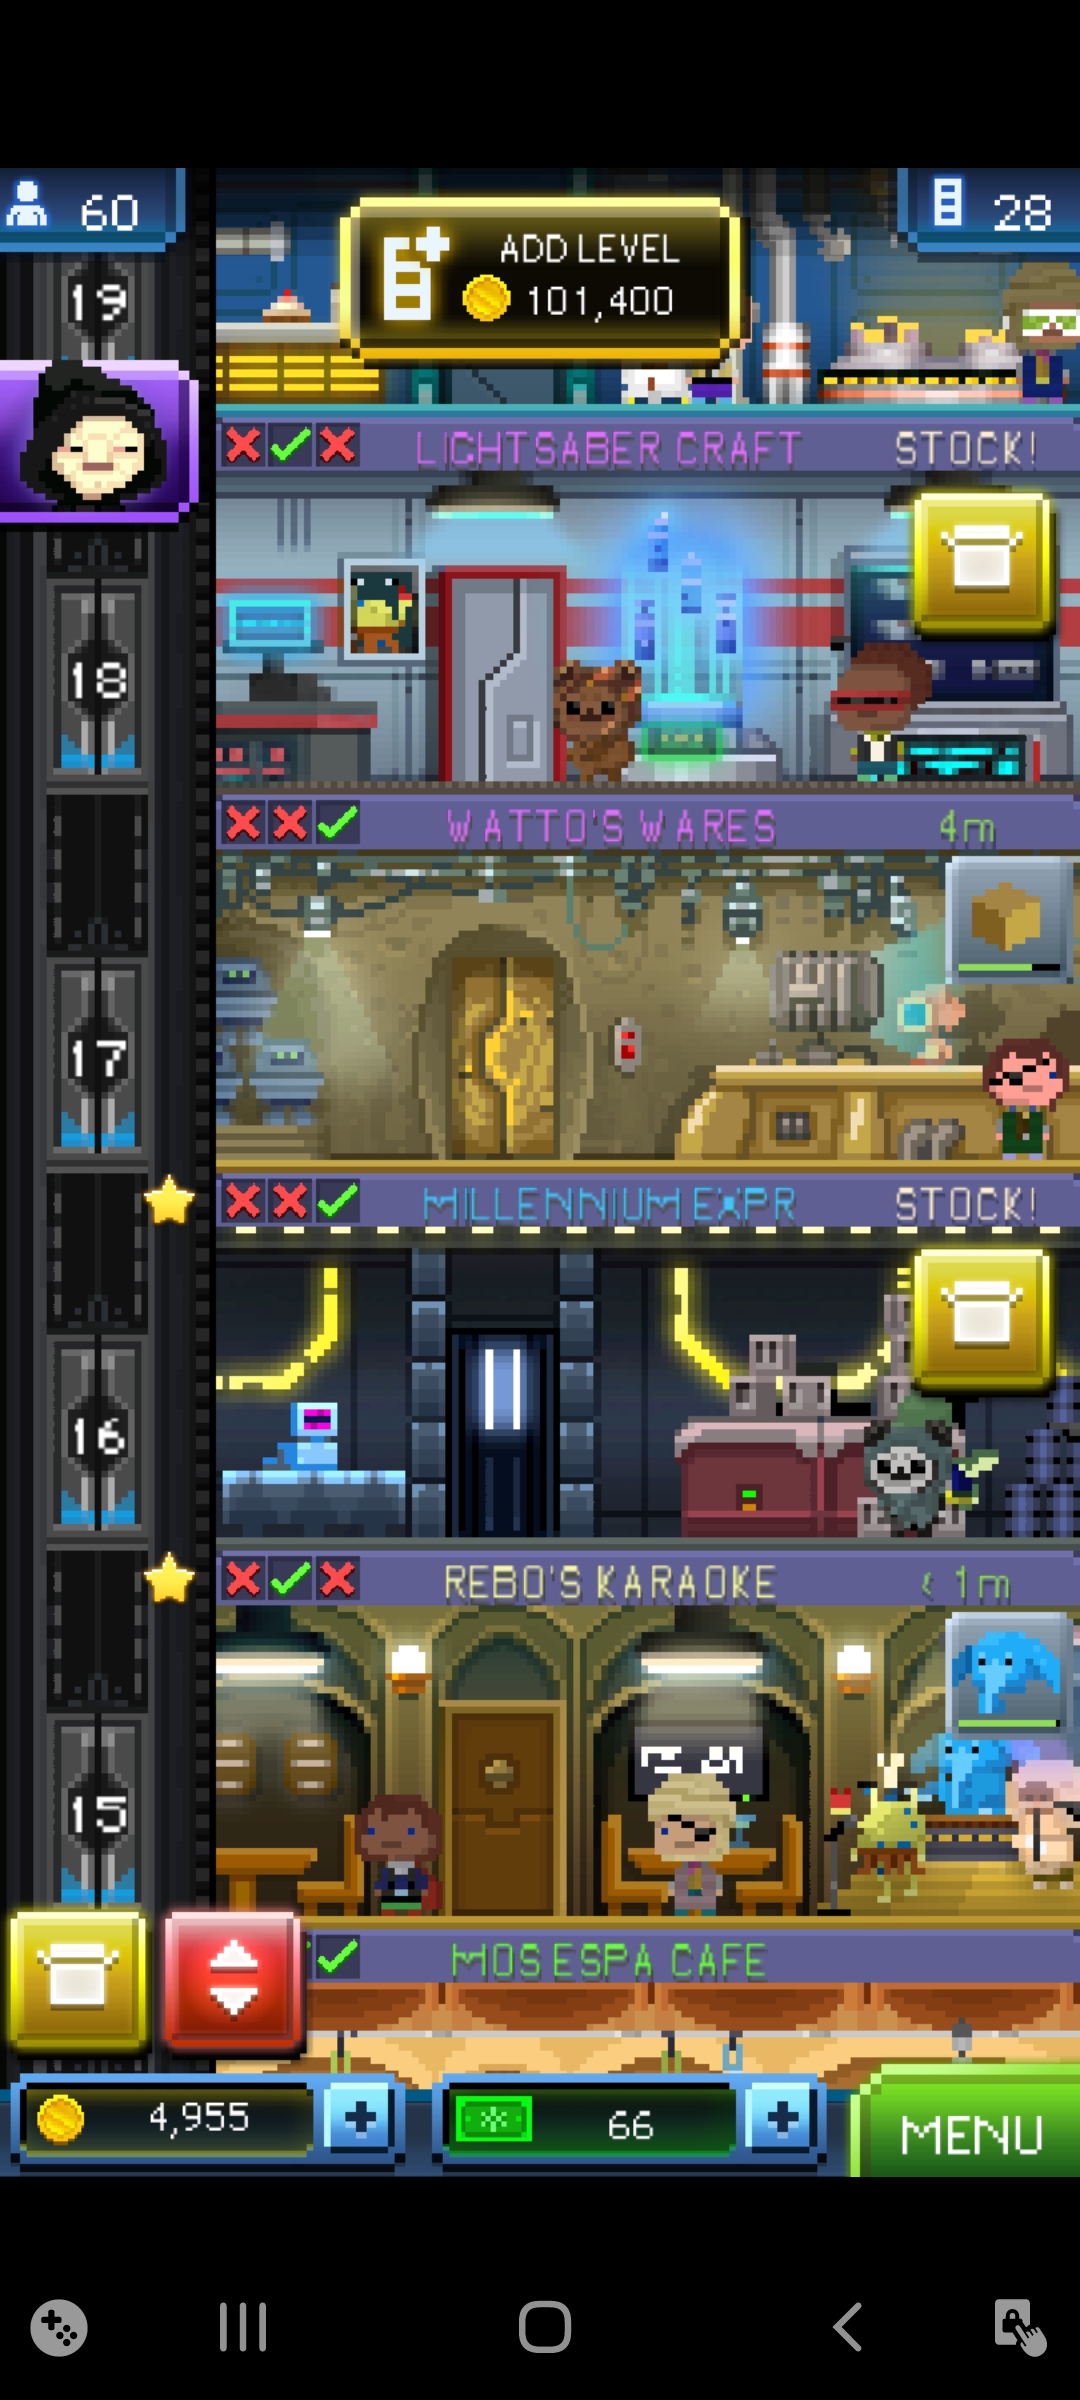 60
ADD LEVEL
101,400
28
19
LIGHTSABER CRAFT
STOCK!
18
WATTO'S WARES
4m
17
MILLENNIUM EXPR
STOCK!
16
REBO'S KARAOKE
< 1m
15
MOS ESPA CAFE
4,955
66
MENU